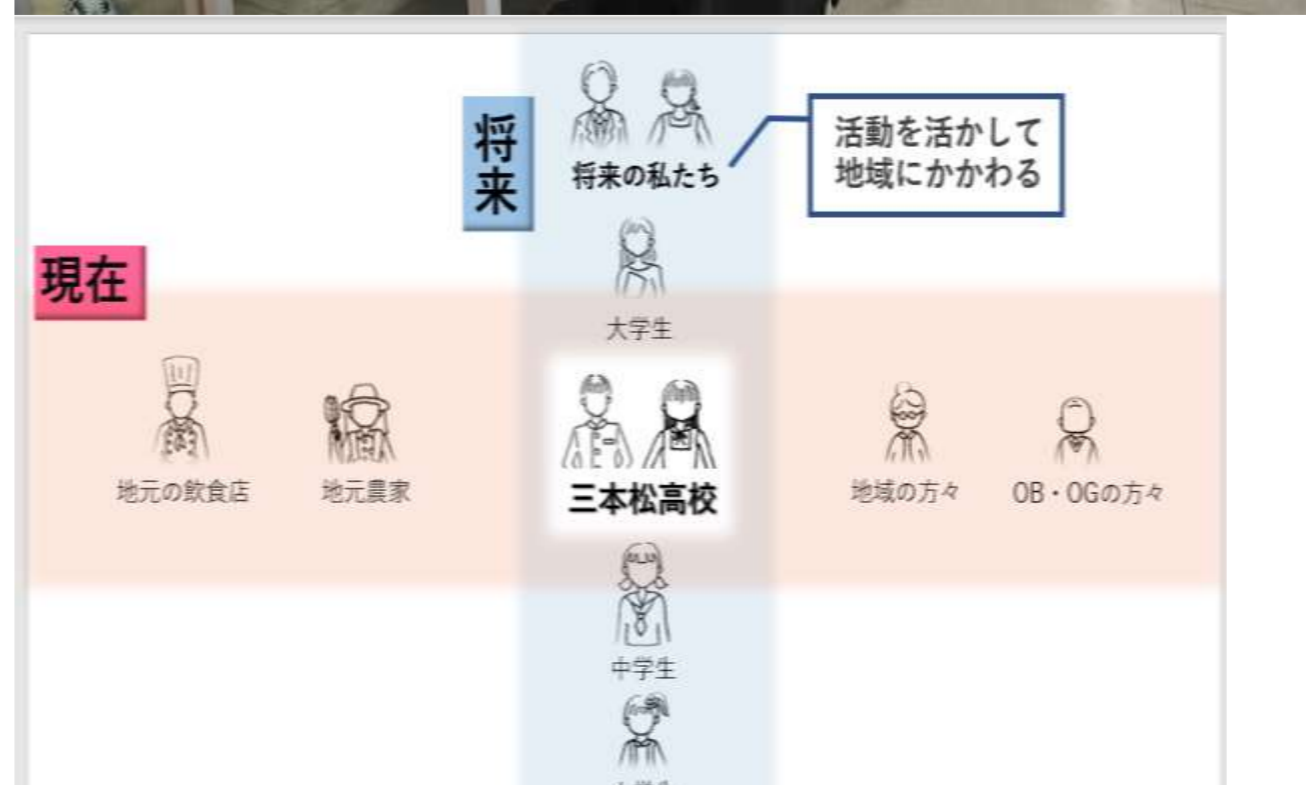 将来
将来の私たち
活動を活かして
地域にかかわる
大学生
現在
地元の飲食店
地元農家
三本松高校
地域の方々
OB・OGの方々
中学生